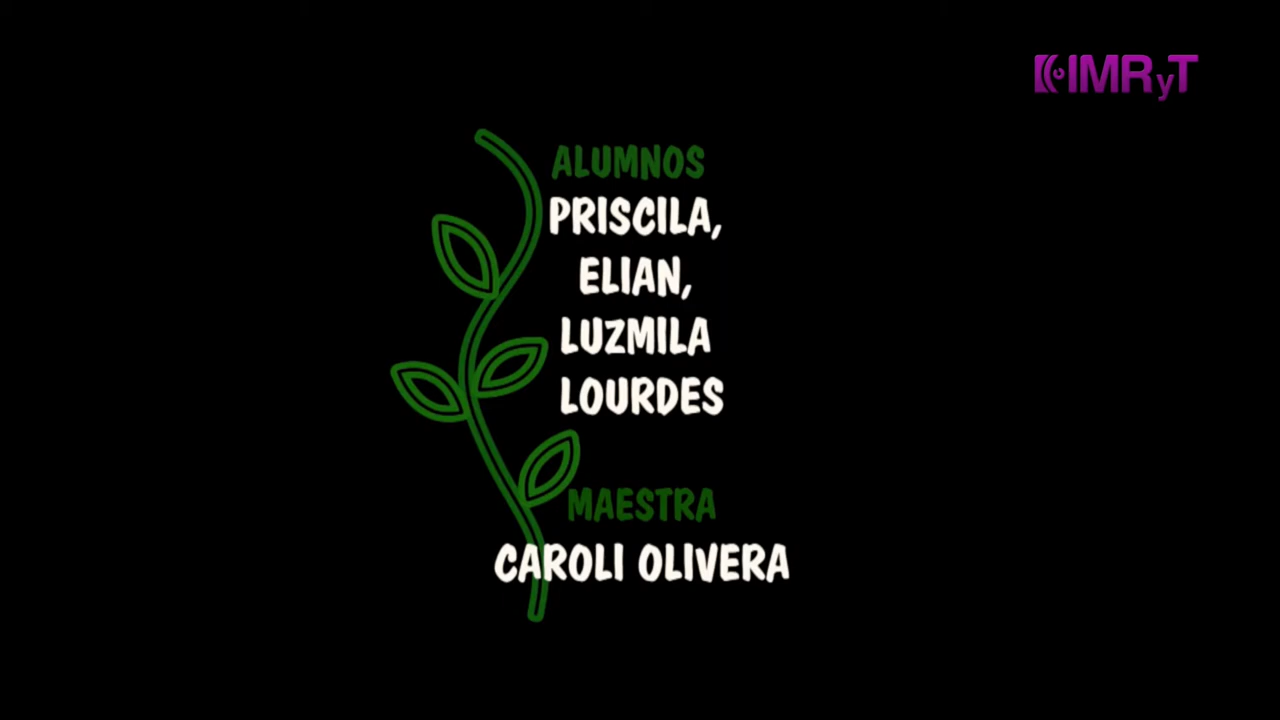 IMRyT
ALUMNOS
PRISCILA,
ELIAN,
LUZMILA
LOURDES
MAESTRA
CAROLI OLIVERA